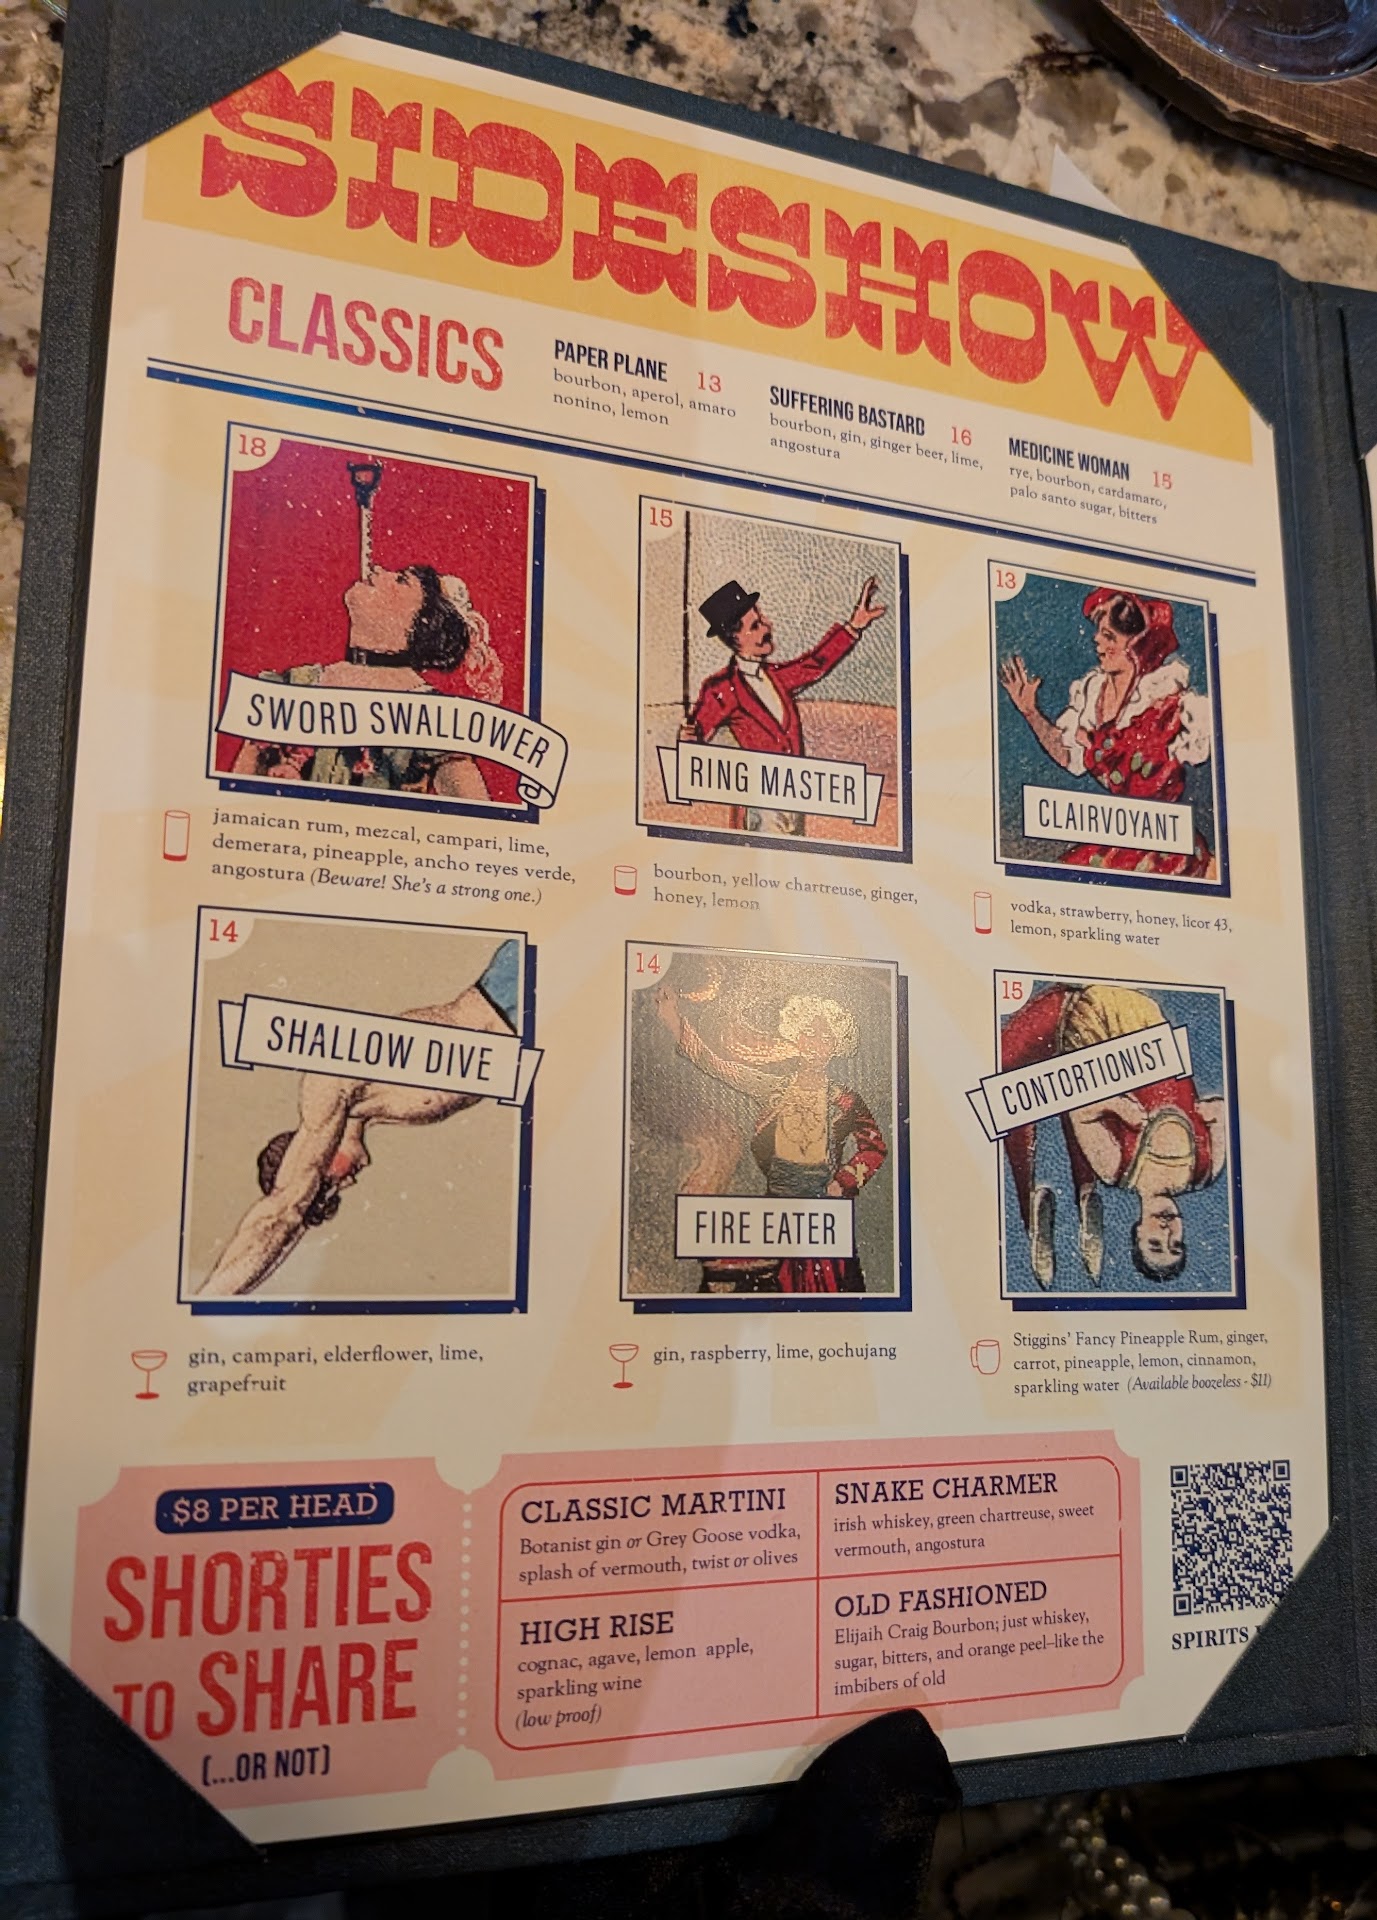 SIDESHOW
CLASSICS
PAPER PLANE 13
bourbon, aperol, amaro
nonino, lemon
SUFFERING BASTARD 16
bourbon, gin, ginger beer, lime,
angostura
MEDICINE WOMAN 15
rye, bourbon, cardamaro,
palo santo sugar, bitters
18
SWORD SWALLOWER
jamaican rum, mezcal, campari, lime,
demerara, pineapple, ancho reyes verde,
angostura (Beware! She's a strong one.)
15
RING MASTER
bourbon, yellow chartreuse, ginger,
honey, lemon
13
CLAIRVOYANT
vodka, strawberry, honey, licor 43,
lemon, sparkling water
14
SHALLOW DIVE
gin, campari, elderflower, lime,
grapefruit
14
FIRE EATER
gin, raspberry, lime, gochujang
15
CONTORTIONIST
Stiggins' Fancy Pineapple Rum, ginger,
carrot, pineapple, lemon, cinnamon,
sparkling water (Available boozeless - $11)
$8 PER HEAD
SHORTIES
TO SHARE
(...OR NOT)
CLASSIC MARTINI
Botanist gin or Grey Goose vodka,
splash of vermouth, twist or olives
HIGH RISE
cognac, agave, lemon apple,
sparkling wine
(low proof)
SNAKE CHARMER
irish whiskey, green chartreuse, sweet
vermouth, angostura
OLD FASHIONED
Elijaih Craig Bourbon; just whiskey,
sugar, bitters, and orange peel–like the
imbibers of old
SPIRITS